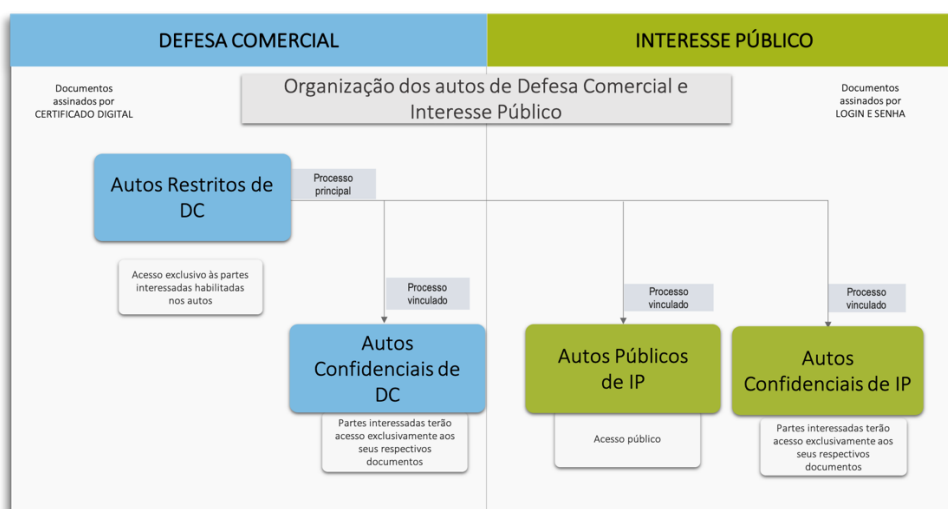 DEFESA COMERCIAL
INTERESSE PÚBLICO
Documentos
assinados por
CERTIFICADO DIGITAL
Organização dos autos de Defesa Comercial e
Interesse Público
Documentos
assinados por
LOGIN E SENHA
Autos Restritos de
DC
Processo
principal
Acesso exclusivo às partes
interessadas habilitadas
nos autos
Processo
vinculado
Processo
vinculado
Processo
vinculado
Autos
Confidenciais de
DC
Autos Públicos
de IP
Autos
Confidenciais de IP
Partes interessadas terão
acesso exclusivamente aos
seus respectivos
documentos
Acesso público
Partes interessadas terão
acesso exclusivamente aos
seus respectivos
documentos